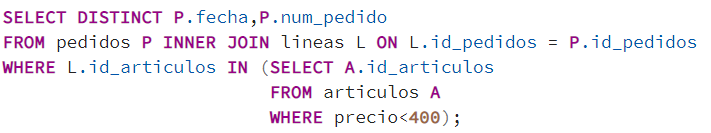 SELECT DISTINCT P.fecha,P.num_pedido
FROM pedidos P INNER JOIN lineas L ON L.id_pedidos = P.id_pedidos
WHERE L.id_articulos IN (SELECT A.id_articulos
FROM articulos A
WHERE precio<400);